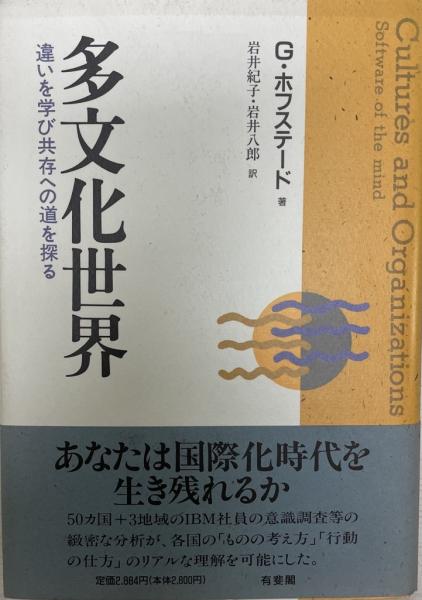 Cultures and Organizations
Software of the mind
G・ホフステード 著
岩井紀子・岩井八郎 訳
多文化世界
違いを学び共存への道を探る
あなたは国際化時代を
生き残れるか
50カ国+3地域のIBM社員の意識調査等の
緻密な分析が、各国の「ものの考え方」「行動
の仕方」のリアルな理解を可能にした。
定価2,884円(本体2,800円)
有斐閣